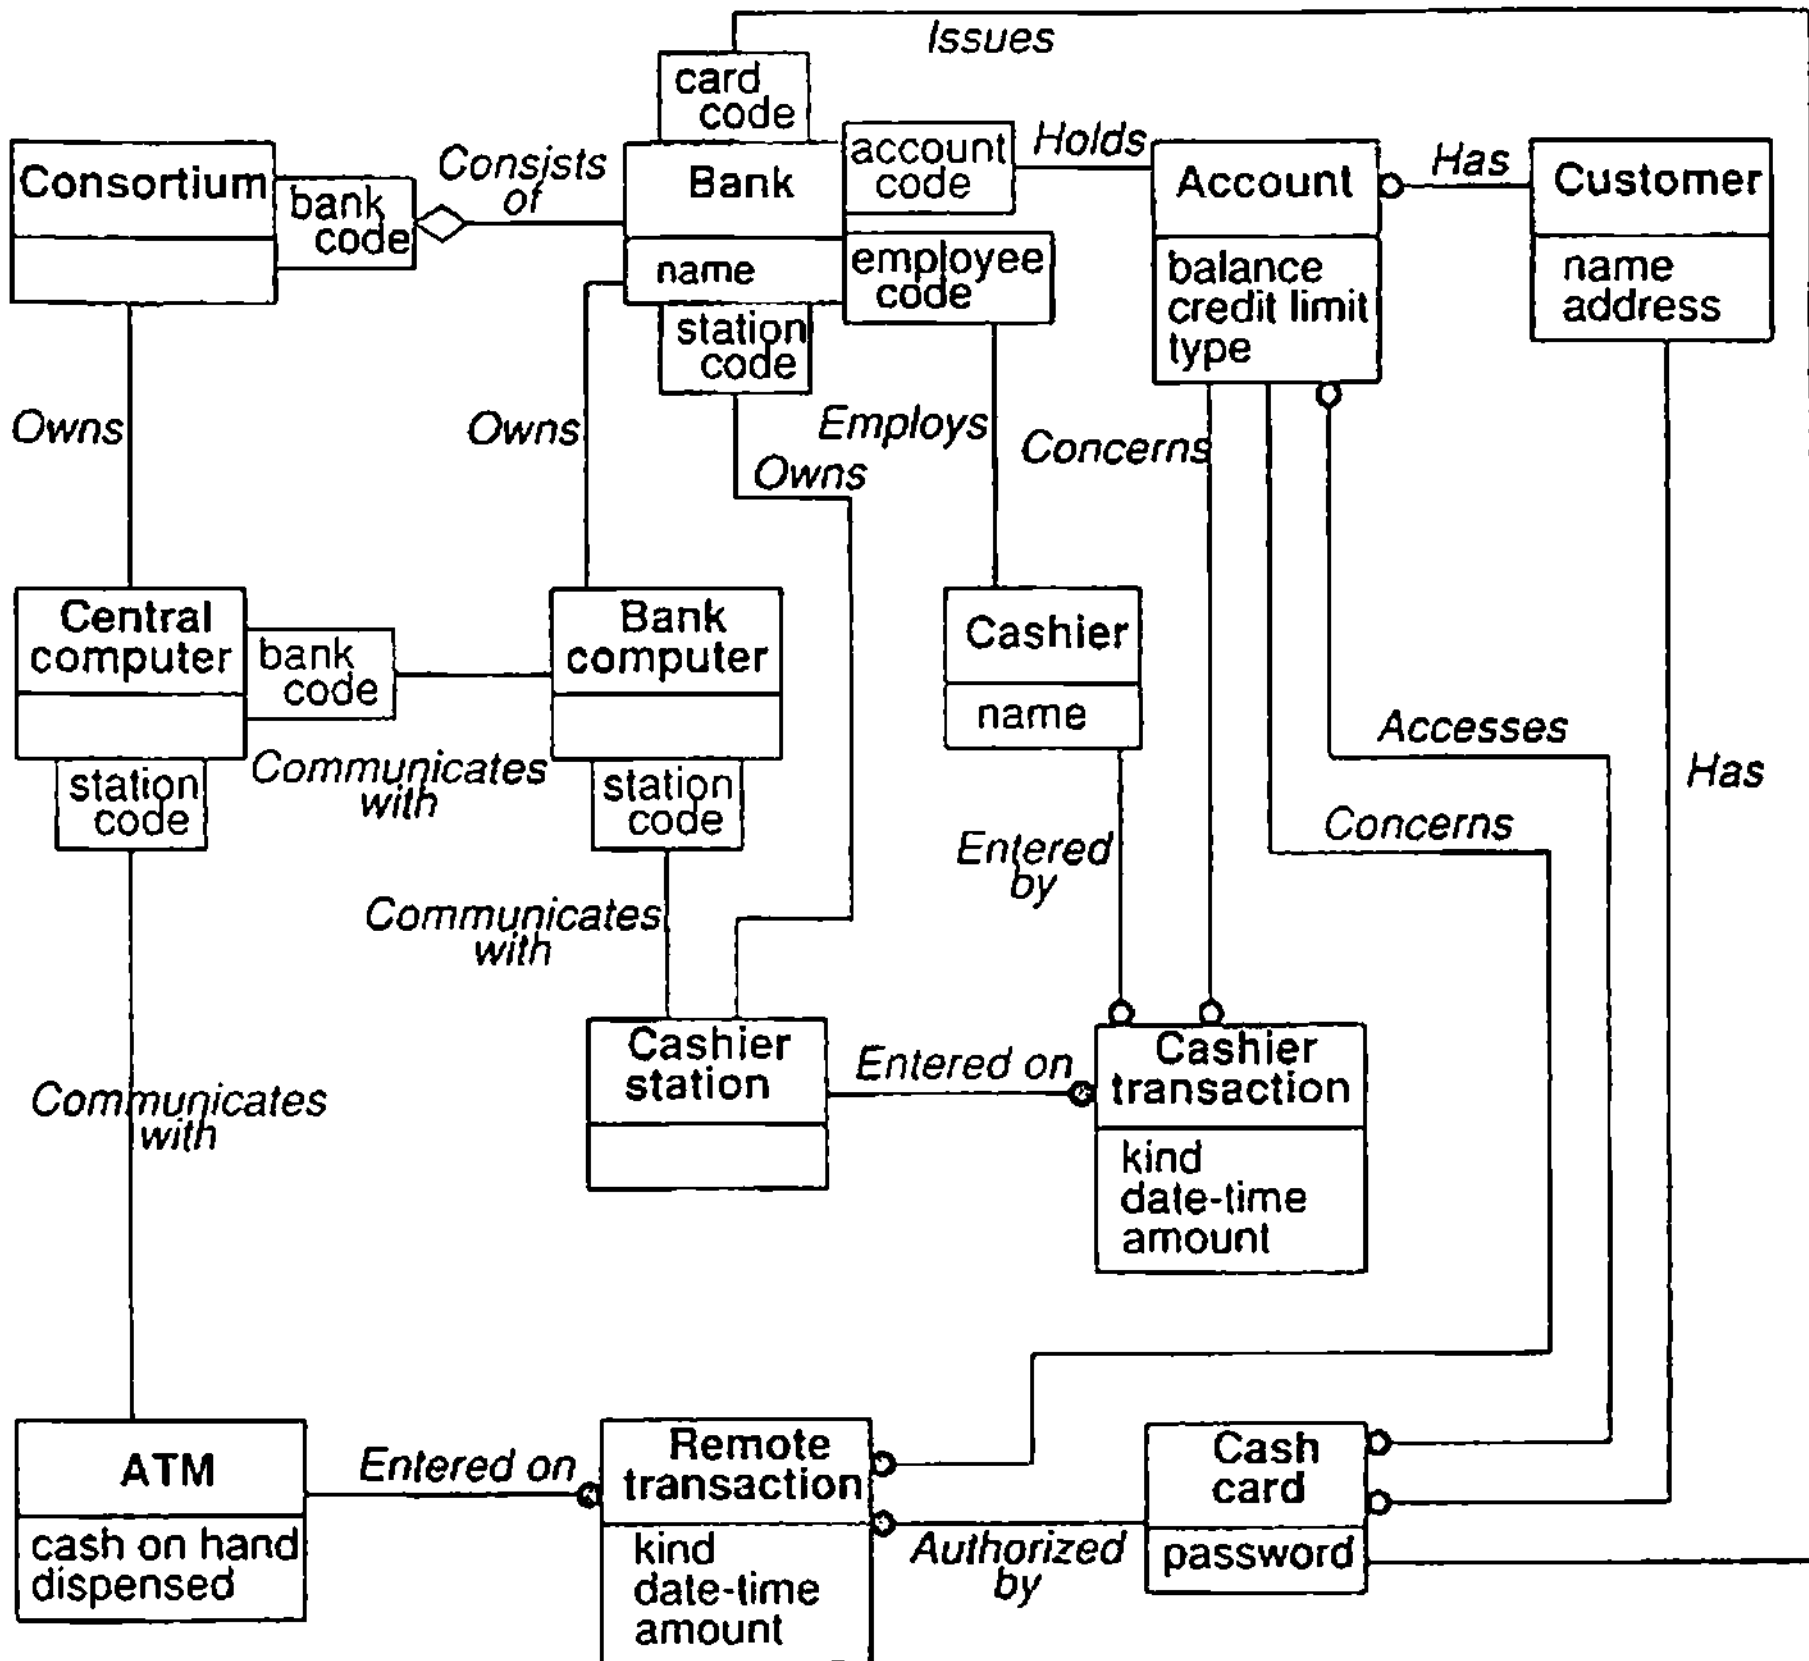 Issues
card
code
Consortium
bank
code
Consists
of
Bank
name
account
code
employee
code
station
code
Holds
Account
balance
credit limit
type
Has
Customer
name
address
Owns
Owns
Owns
Employs
Concerns
Central
computer
bank
code
station
code
Communicates
with
Bank
computer
station
code
Cashier
name
Accesses
Has
Concerns
Entered
by
Communicates
with
Communicates
with
Cashier
station
Entered on
Cashier
transaction
kind
date-time
amount
ATM
cash on hand
dispensed
Entered on
Remote
transaction
kind
date-time
amount
Authorized
by
Cash
card
password